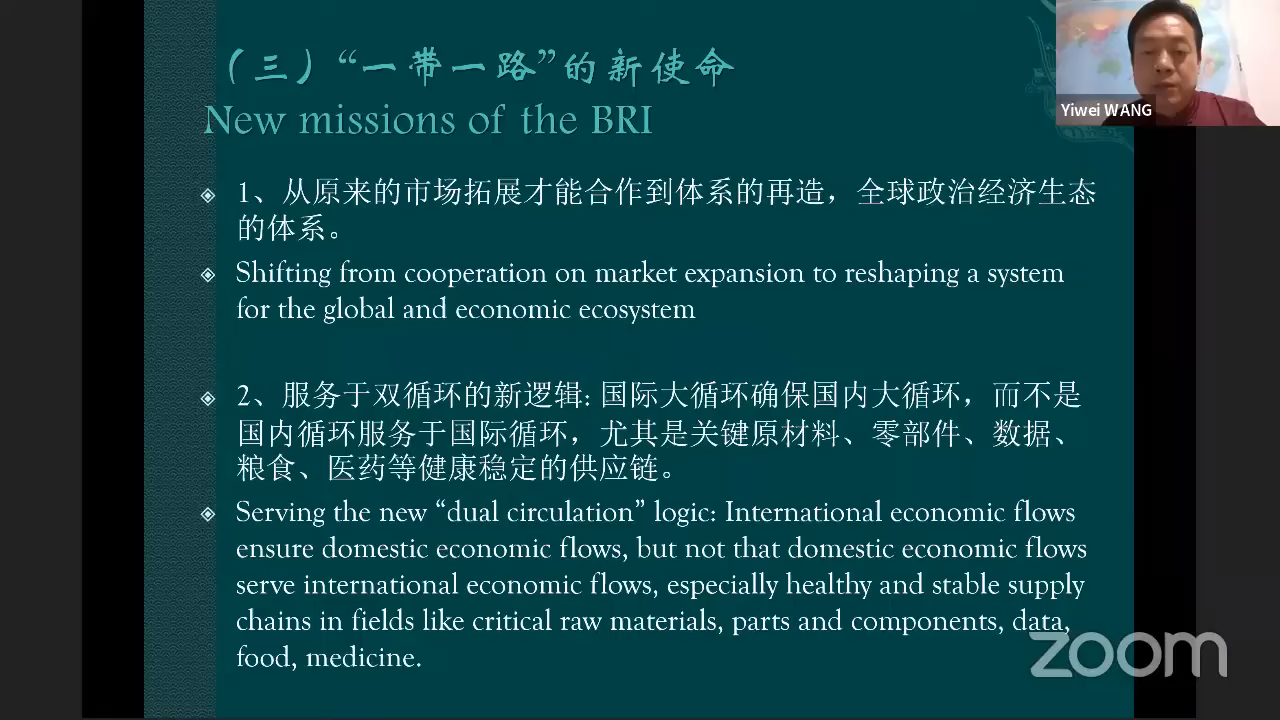 （三）“一带一路”的新使命
New missions of the BRI
1、从原来的市场拓展才能合作到体系的再造，全球政治经济生态
的体系。
Shifting from cooperation on market expansion to reshaping a system
for the global and economic ecosystem
2、服务于双循环的新逻辑: 国际大循环确保国内大循环，而不是
国内循环服务于国际循环，尤其是关键原材料、零部件、数据、
粮食、医药等健康稳定的供应链。
Serving the new “dual circulation” logic: International economic flows
ensure domestic economic flows, but not that domestic economic flows
serve international economic flows, especially healthy and stable supply
chains in fields like critical raw materials, parts and components, data,
food, medicine.
Yiwei WANG
zoom